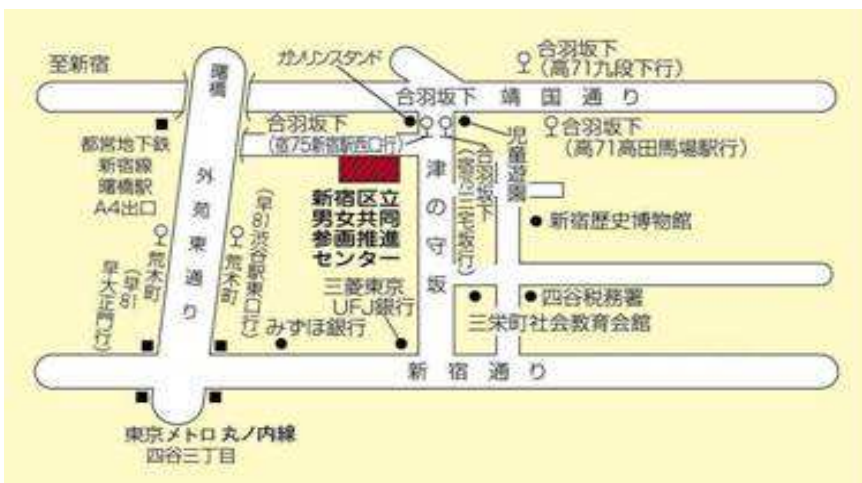 至新宿
曙橋
ガソリンスタンド
合羽坂下
(高71九段下行)
合羽坂下
靖国通り
合羽坂下
(高71高田馬場駅行)
都営地下鉄
新宿線
曙橋駅
A4出口
合羽坂下
(宿75新宿駅西口行)
児童遊園
合羽坂下
外苑東通り
新宿区立
男女共同
参画推進
センター
津の守坂
新宿歴史博物館
荒木町
(早81
早大正門行)
荒木町
(早81渋谷駅東口行)
三菱東京
UFJ銀行
みずほ銀行
四谷税務署
三栄町社会教育会館
新宿通り
東京メトロ 丸ノ内線
四谷三丁目